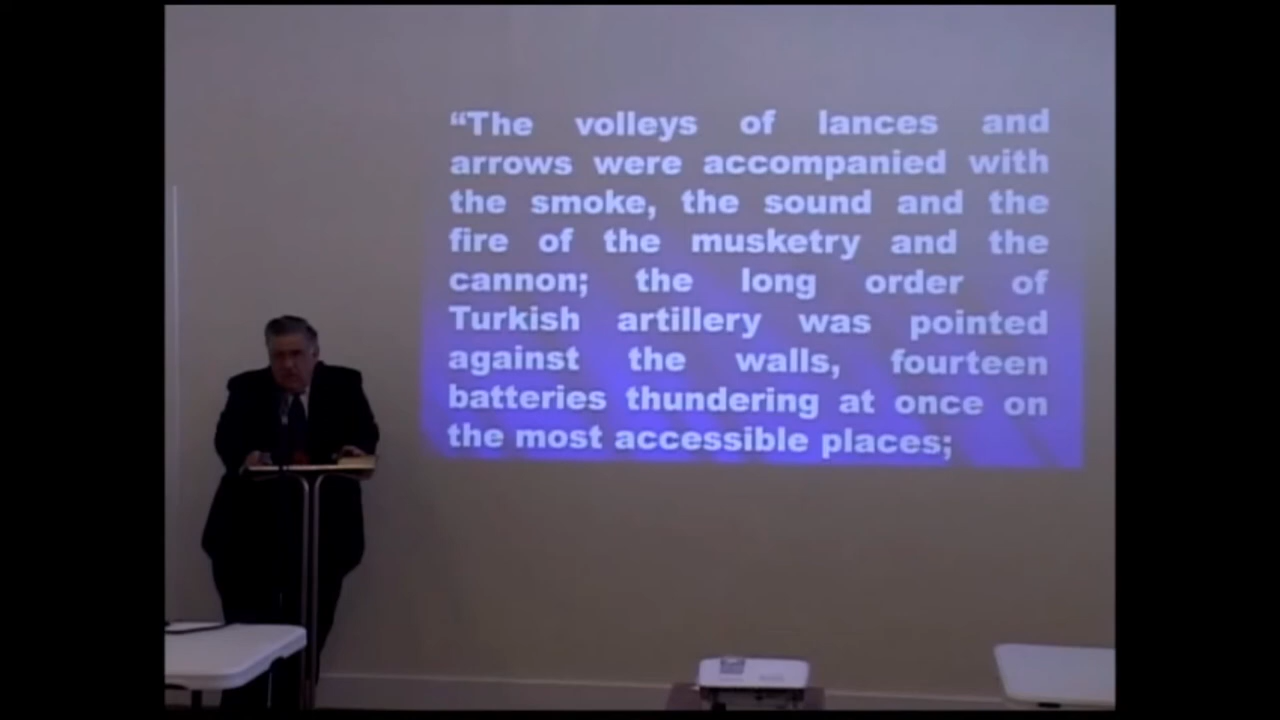 “The volleys of lances and
arrows were accompanied with
the smoke, the sound and the
fire of the musketry and the
cannon; the long order of
Turkish artillery was pointed
against the walls, fourteen
batteries thundering at once on
the most accessible places;